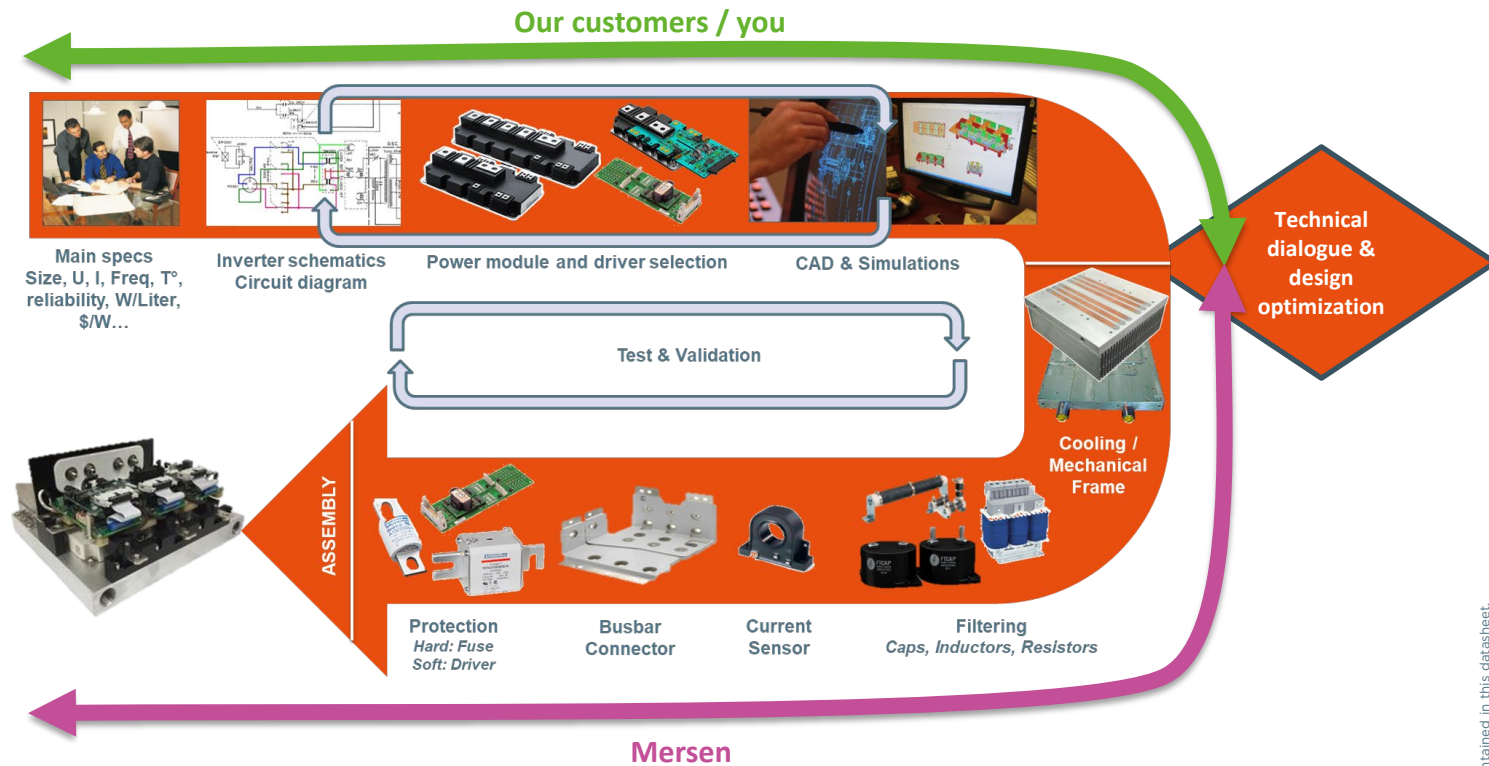 Our customers / you
Main specs
Size, U, I, Freq, T°,
reliability, W/Liter,
$/W…
Inverter schematics
Circuit diagram
Power module and driver selection
CAD & Simulations
Technical
dialogue &
design
optimization
Test & Validation
Cooling /
Mechanical
Frame
ASSEMBLY
FTCAP
FTCAP
Protection
Hard: Fuse
Soft: Driver
Busbar
Connector
Current
Sensor
Filtering
Caps, Inductors, Resistors
Mersen
ntained in this datasheet.